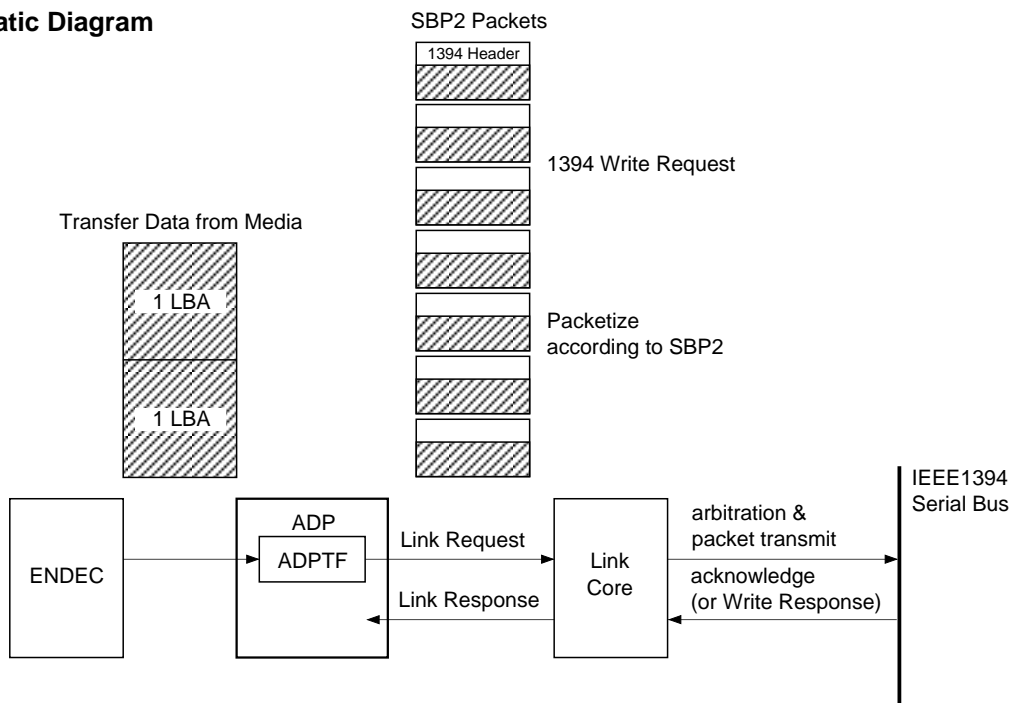 atic Diagram
SBP2 Packets
1394 Header
1394 Write Request
Transfer Data from Media
1 LBA
Packetize
according to SBP2
1 LBA
IEEE1394
Serial Bus
ENDEC
ADP
ADPTF
Link Request
Link Response
Link
Core
arbitration &
packet transmit
acknowledge
(or Write Response)